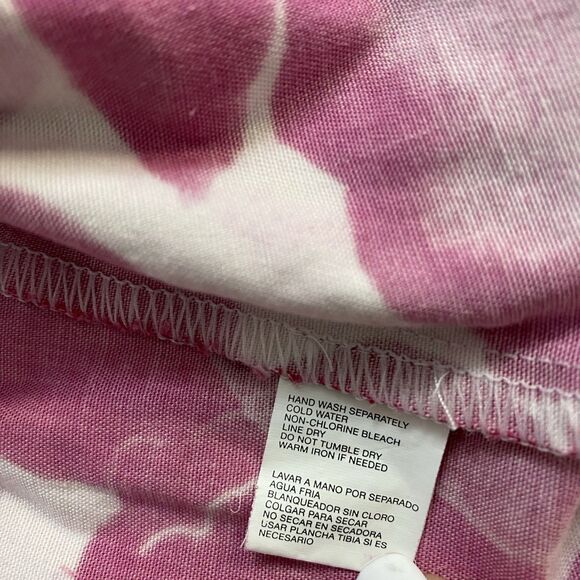 HAND WASH SEPARATELY
COLD WATER
NON-CHLORINE BLEACH
LINE DRY
DO NOT TUMBLE DRY
WARM IRON IF NEEDED
LAVAR A MANO POR SEPARADO
AGUA FRIA
BLANQUEADOR SIN CLORO
COLGAR PARA SECAR
NO SECAR EN SECADORA
USAR PLANCHA TIBIA SI ES
NECESARIO